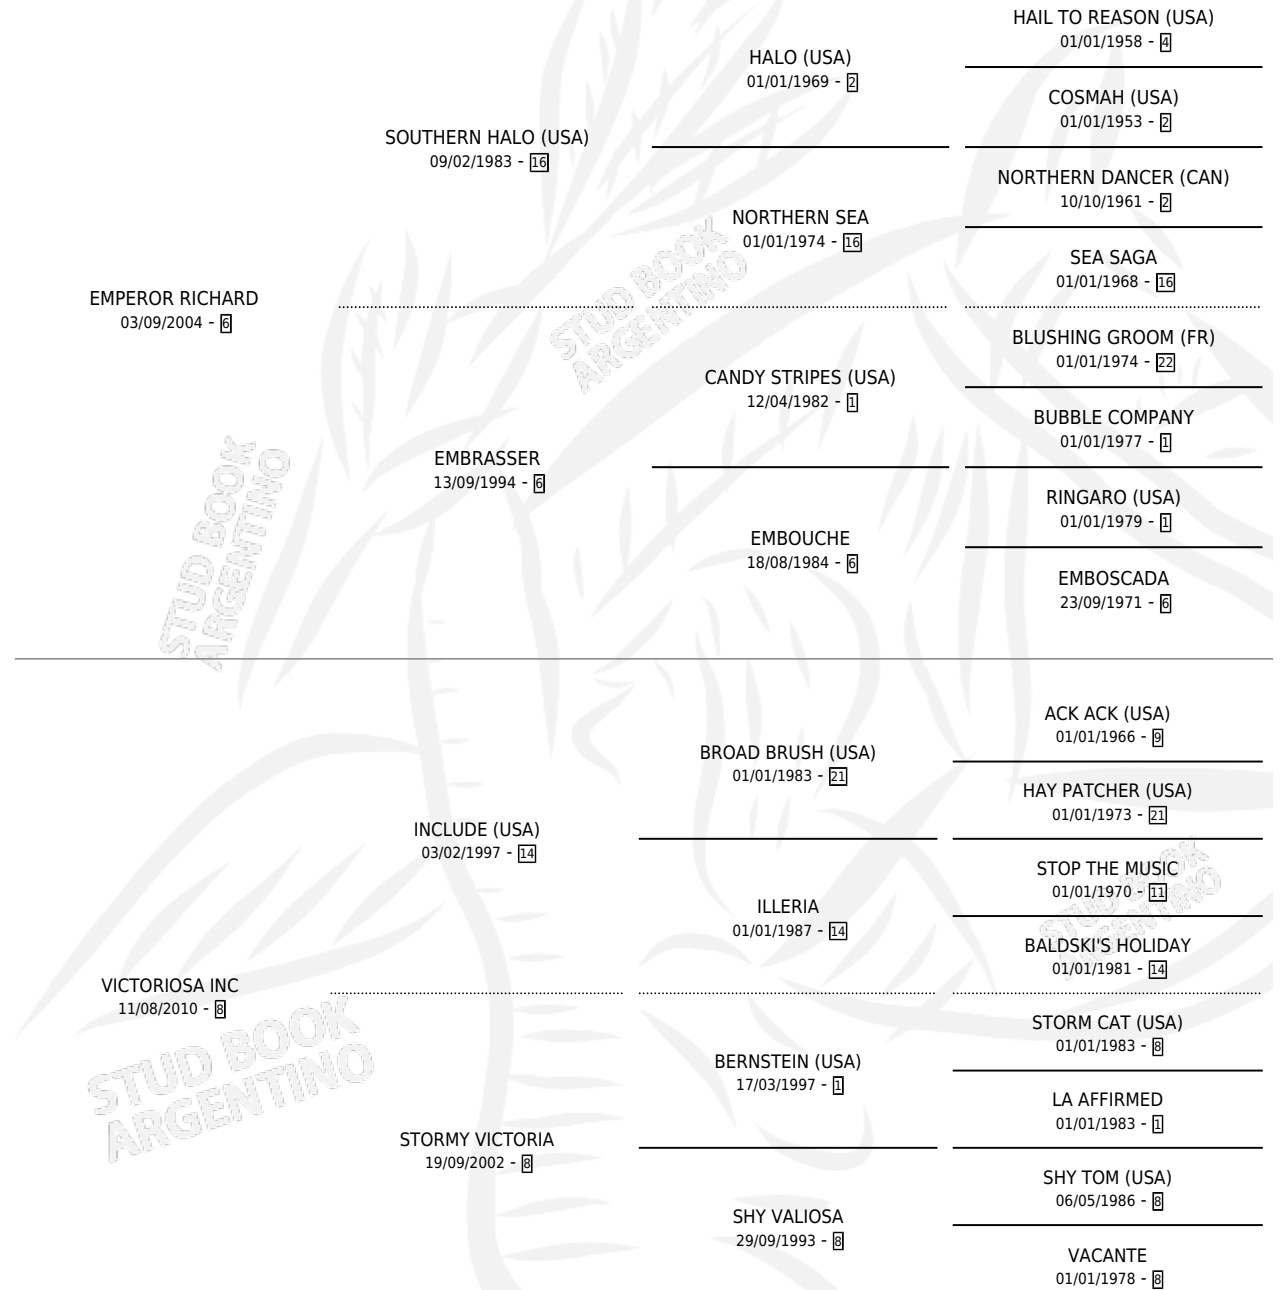 HAIL TO REASON (USA)
01/01/1958 - 4
HALO (USA)
01/01/1969 - 2
COSMAH (USA)
01/01/1953 - 2
SOUTHERN HALO (USA)
09/02/1983 - 16
NORTHERN DANCER (CAN)
10/10/1961 - 2
NORTHERN SEA
01/01/1974 - 16
SEA SAGA
01/01/1968 - 16
EMPEROR RICHARD
03/09/2004 - 6
BLUSHING GROOM (FR)
01/01/1974 - 22
CANDY STRIPES (USA)
12/04/1982 - 1
BUBBLE COMPANY
01/01/1977 - 1
EMBRASSER
13/09/1994 - 6
RINGARO (USA)
01/01/1979 - 1
EMBOUCHE
18/08/1984 - 6
EMBOSCADA
23/09/1971 - 6
STUD BOOK
ARGENTINO
STUD BOOK
ARGENTINO
ACK ACK (USA)
01/01/1966 - 9
BROAD BRUSH (USA)
01/01/1983 - 21
HAY PATCHER (USA)
01/01/1973 - 21
INCLUDE (USA)
03/02/1997 - 14
STOP THE MUSIC
01/01/1970 - 11
ILLERIA
01/01/1987 - 14
BALDSKI'S HOLIDAY
01/01/1981 - 14
VICTORIOSA INC
11/08/2010 - 8
STORM CAT (USA)
01/01/1983 - 8
BERNSTEIN (USA)
17/03/1997 - 1
LA AFFIRMED
01/01/1983 - 1
STORMY VICTORIA
19/09/2002 - 8
SHY TOM (USA)
06/05/1986 - 8
SHY VALIOSA
29/09/1993 - 8
VACANTE
01/01/1978 - 8
STUD BOOK
ARGENTINO
STUD BOOK
ARGENTINO